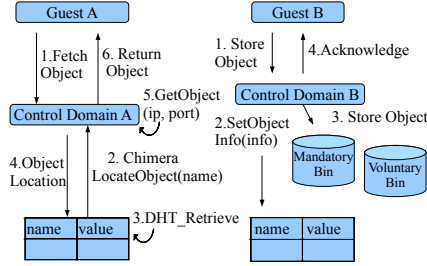 Guest A
1.Fetch
Object
6. Return
Object
5.GetObject
(ip, port)
Control Domain A
4.Object
Location
2. Chimera
LocateObject(name)
3.DHT_Retrieve
name value
Guest B
1. Store
Object
4.Acknowledge
Control Domain B
2.SetObject
Info(info)
3. Store Object
Mandatory
Bin
Voluntary
Bin
name value